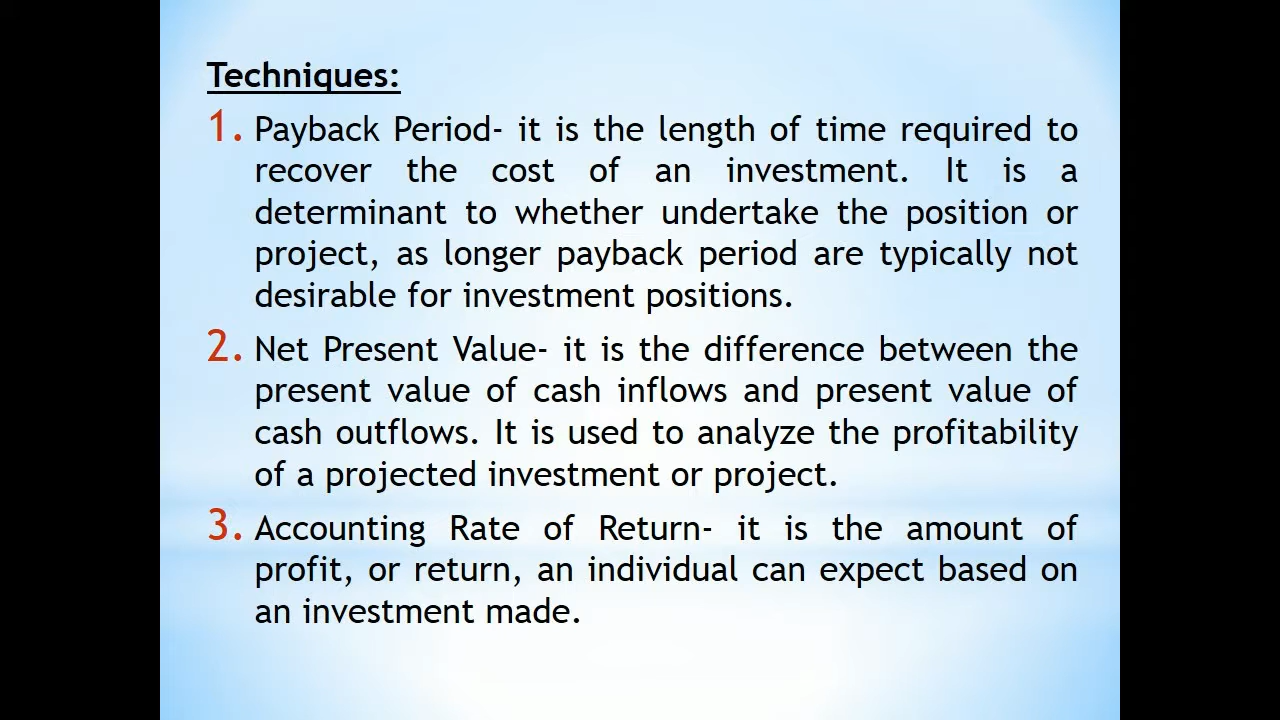 Techniques:
1. Payback Period- it is the length of time required to
recover the cost of an investment. It is a
determinant to whether undertake the position or
project, as longer payback period are typically not
desirable for investment positions.
2. Net Present Value- it is the difference between the
present value of cash inflows and present value of
cash outflows. It is used to analyze the profitability
of a projected investment or project.
3. Accounting Rate of Return- it is the amount of
profit, or return, an individual can expect based on
an investment made.